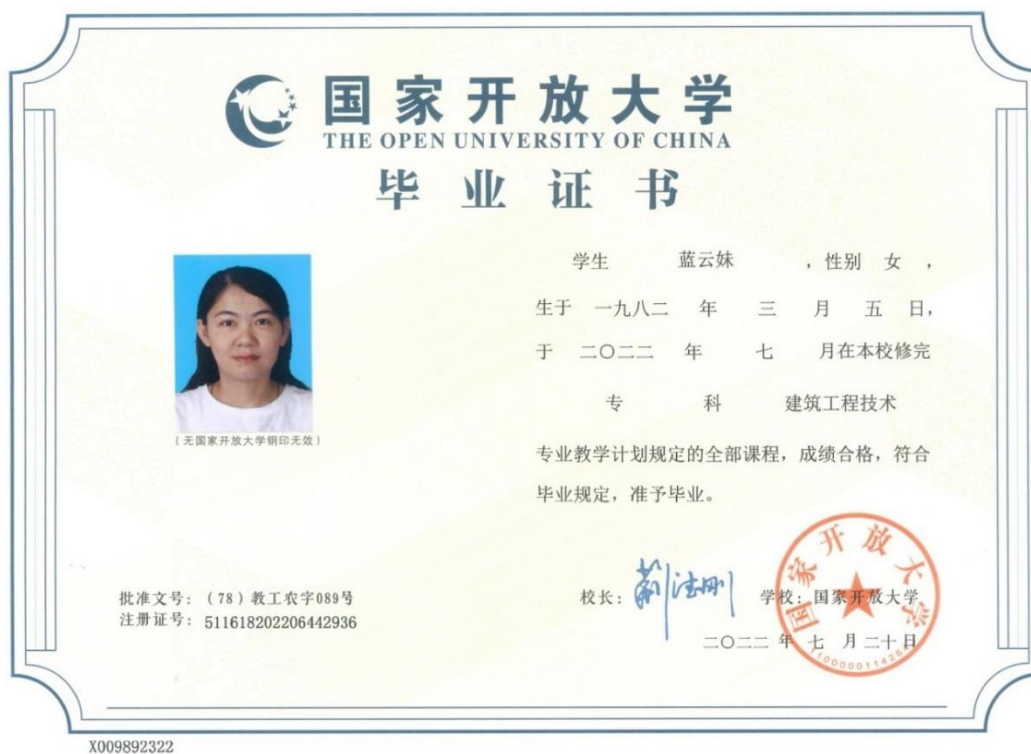 国家开放大学
THE OPEN UNIVERSITY OF CHINA
毕业证书
学生 蓝云妹 ，性别 女 ，
生于 一九八二 年 三 月 五 日，
于 二〇二二 年 七 月在本校修完
专 科 建筑工程技术
专业教学计划规定的全部课程，成绩合格，符合
毕业规定，准予毕业。
（无国家开放大学钢印无效）
批准文号：（78）教工农字089号
注册证号：511618202206442936
校长：荆德刚 学校：国家开放大学
二〇二二 年 七 月 二十 日
国家开放大学
X009892322